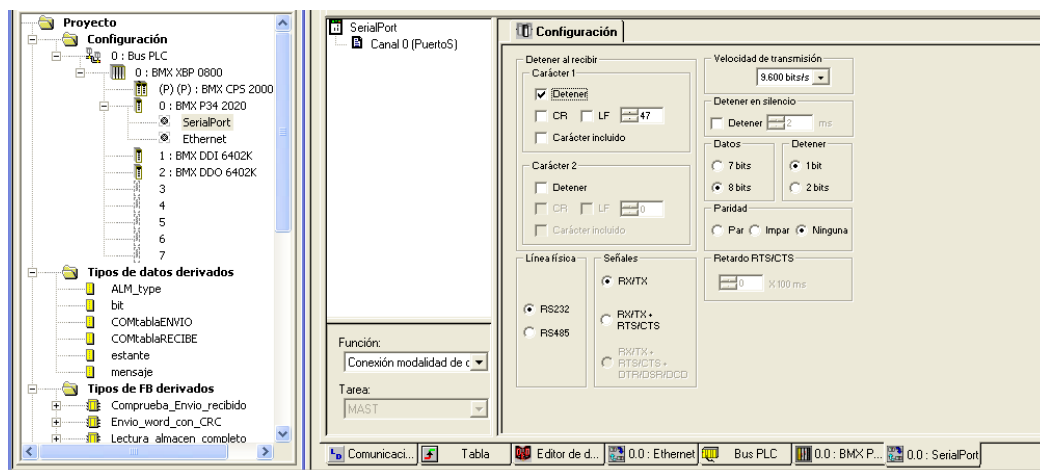 Proyecto
Configuración
0 : Bus PLC
0 : BMX XBP 0800
(P) (P) : BMX CPS 2000
0 : BMX P34 2020
SerialPort
Ethernet
1 : BMX DDI 6402K
2 : BMX DDO 6402K
3
4
5
6
7
Tipos de datos derivados
ALM_type
bit
COMtablaENVIO
COMtablaRECIBE
estante
mensaje
Tipos de FB derivados
Comprueba_Envio_recibido
Envio_word_con_CRC
Lectura_almacen_completo
SerialPort
Canal 0 (PuertoS)
Función:
Conexión modalidad de c
Tarea:
MAST
Configuración
Detener al recibir
Carácter 1
Detener
CR LF 47
Carácter incluido
Carácter 2
Detener
CR LF 0
Carácter incluido
Línea física
RS232
RS485
Señales
RX/TX
RX/TX +
RTS/CTS
RX/TX +
RTS/CTS +
DTR/DSR/DCD
Velocidad de transmisión
9.600 bits/s
Detener en silencio
Detener 2 ms
Datos
7 bits
8 bits
Detener
1 bit
2 bits
Paridad
Par Impar Ninguna
Retardo RTS/CTS
0 X 100 ms
Comunicaci... Tabla Editor de d... 0.0 : Ethernet Bus PLC 0.0 : BMX P... 0.0 : SerialPort